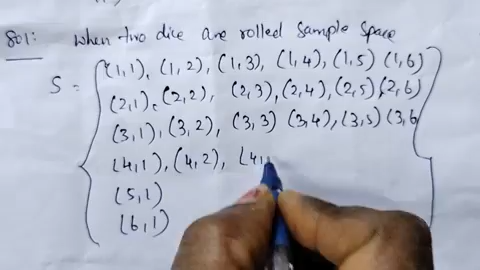 Sol: When two dice are rolled sample space
S = { (1,1), (1,2), (1,3), (1,4), (1,5) (1,6)
(2,1), (2,2), (2,3), (2,4), (2,5) (2,6)
(3,1), (3,2), (3,3) (3,4), (3,5) (3,6
(4,1), (4,2), (4,
(5,1)
(6,1) }